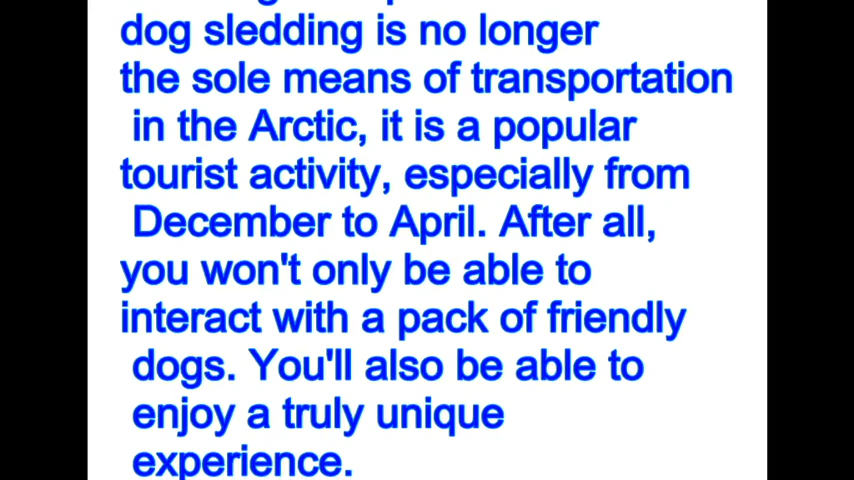 dog sledding is no longer
the sole means of transportation
in the Arctic, it is a popular
tourist activity, especially from
December to April. After all,
you won't only be able to
interact with a pack of friendly
dogs. You'll also be able to
enjoy a truly unique
experience.